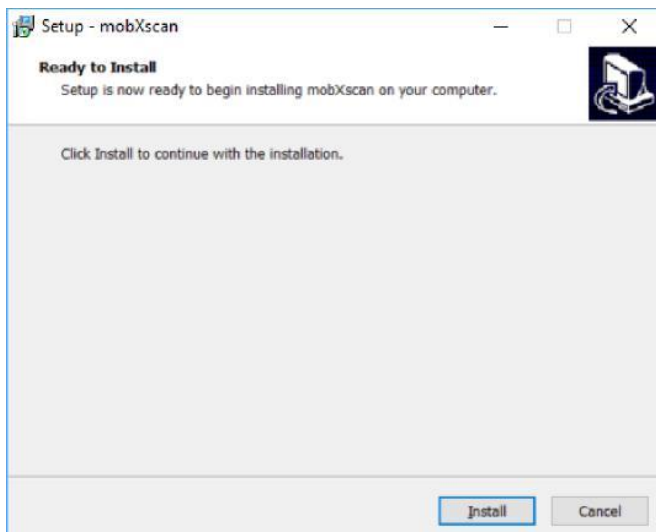 Setup - mobXscan
Ready to Install
Setup is now ready to begin installing mobXscan on your computer.
Click Install to continue with the installation.
Install
Cancel